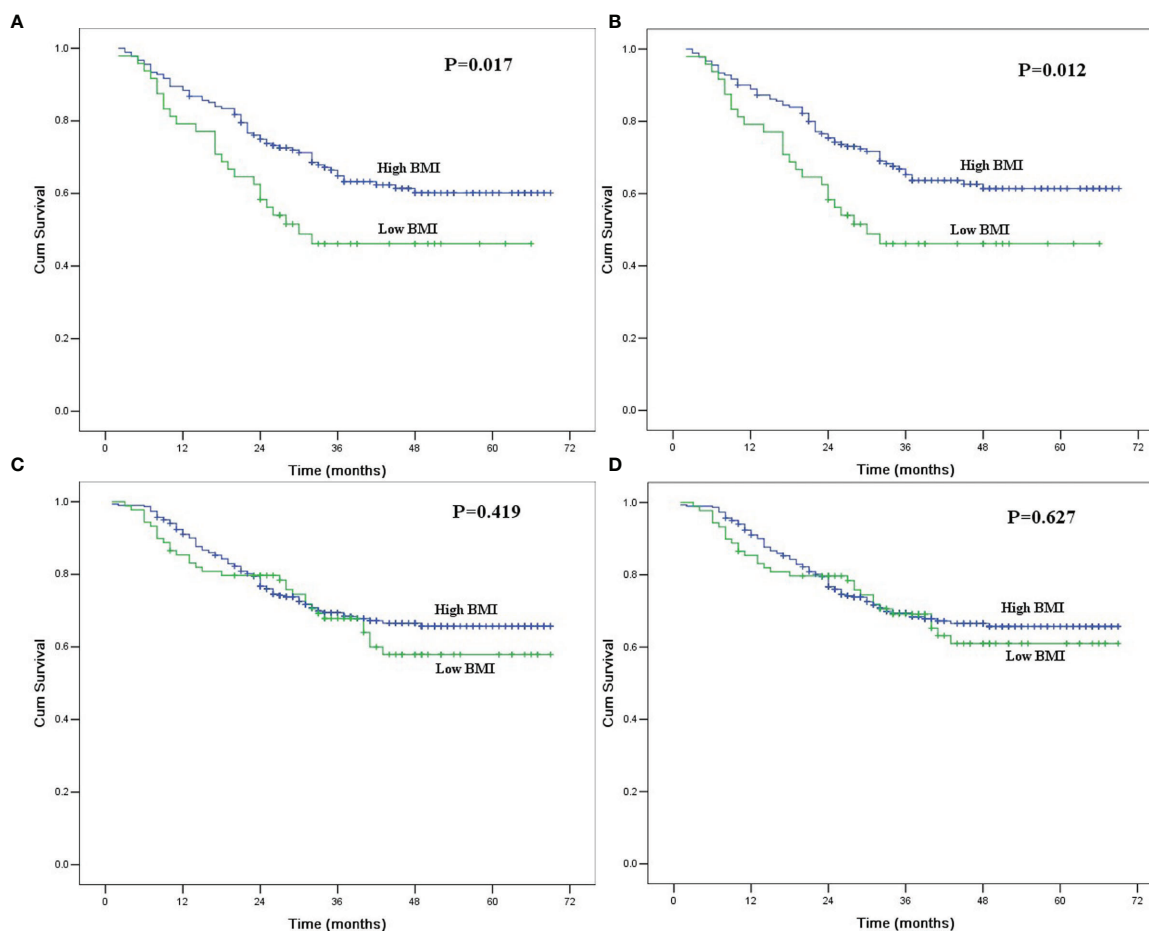 A
P=0.017
High BMI
Low BMI
Cum Survival
1.0
0.8
0.6
0.4
0.2
0.0
0
12
24
36
48
60
72
Time (months)
B
P=0.012
High BMI
Low BMI
Cum Survival
1.0
0.8
0.6
0.4
0.2
0.0
0
12
24
36
48
60
72
Time (months)
C
P=0.419
High BMI
Low BMI
Cum Survival
1.0
0.8
0.6
0.4
0.2
0.0
0
12
24
36
48
60
72
Time (months)
D
P=0.627
High BMI
Low BMI
Cum Survival
1.0
0.8
0.6
0.4
0.2
0.0
0
12
24
36
48
60
72
Time (months)